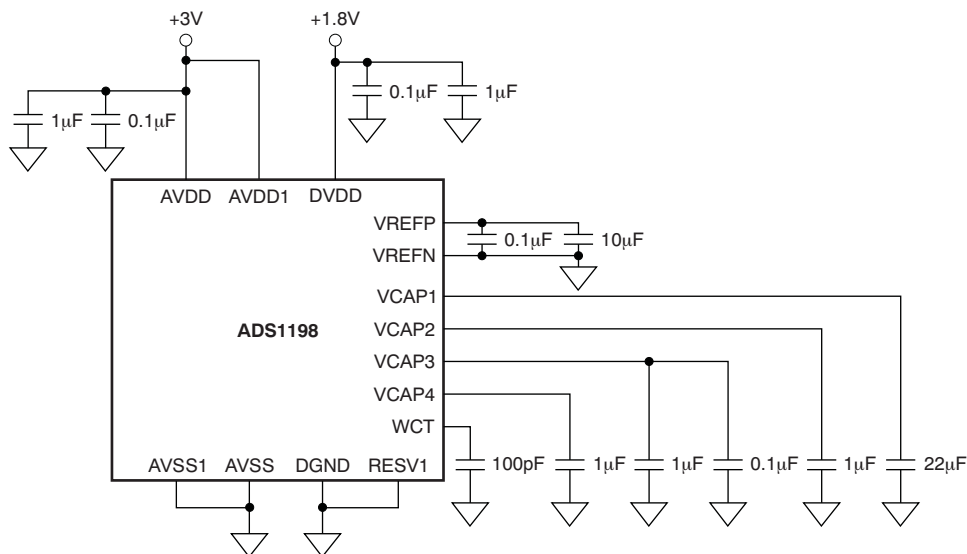 +3V
+1.8V
0.1μF
1μF
1μF
0.1μF
AVDD
AVDD1
DVDD
VREFP
0.1μF
10μF
VREFN
VCAP1
ADS1198
VCAP2
VCAP3
VCAP4
WCT
AVSS1
AVSS
DGND
RESV1
100pF
1μF
1μF
0.1μF
1μF
22μF